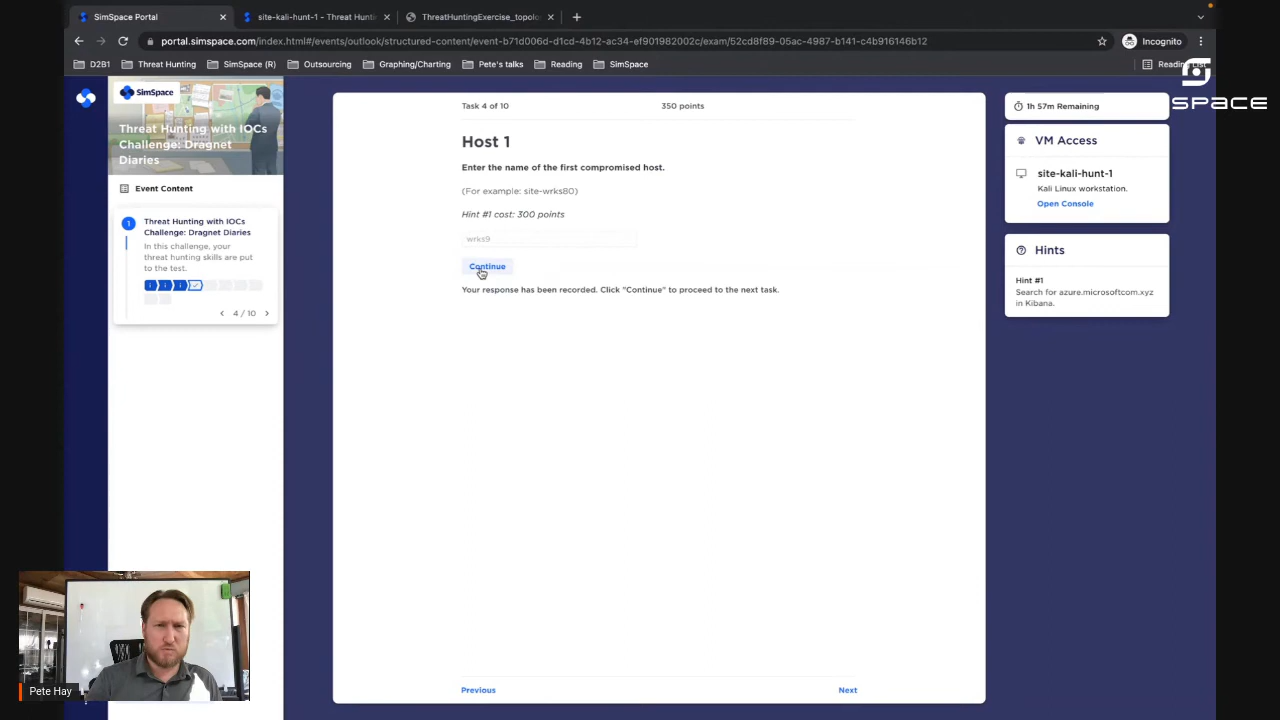 SimSpace Portal
site-kali-hunt-1 - Threat Hunti
ThreatHuntingExercise_topolo
portal.simspace.com/index.html#/events/outlook/structured-content/event-b71d006d-d1cd-4b12-ac34-ef901982002c/exam/52cd8f89-05ac-4987-b141-c4b916146b12
Incognito
D2B1
Threat Hunting
SimSpace (R)
Outsourcing
Graphing/Charting
Pete's talks
Reading
SimSpace
Reading List
SPACE
SimSpace
Threat Hunting with IOCs
Challenge: Dragnet
Diaries
Event Content
1
Threat Hunting with IOCs
Challenge: Dragnet Diaries
In this challenge, your
threat hunting skills are put
to the test.
4 / 10
Task 4 of 10
350 points
Host 1
Enter the name of the first compromised host.
(For example: site-wrks80)
Hint #1 cost: 300 points
wrks9
Continue
Your response has been recorded. Click "Continue" to proceed to the next task.
Previous
Next
1h 57m Remaining
VM Access
site-kali-hunt-1
Kali Linux workstation.
Open Console
Hints
Hint #1
Search for azure.microsoftcom.xyz
in Kibana.
Pete Hay